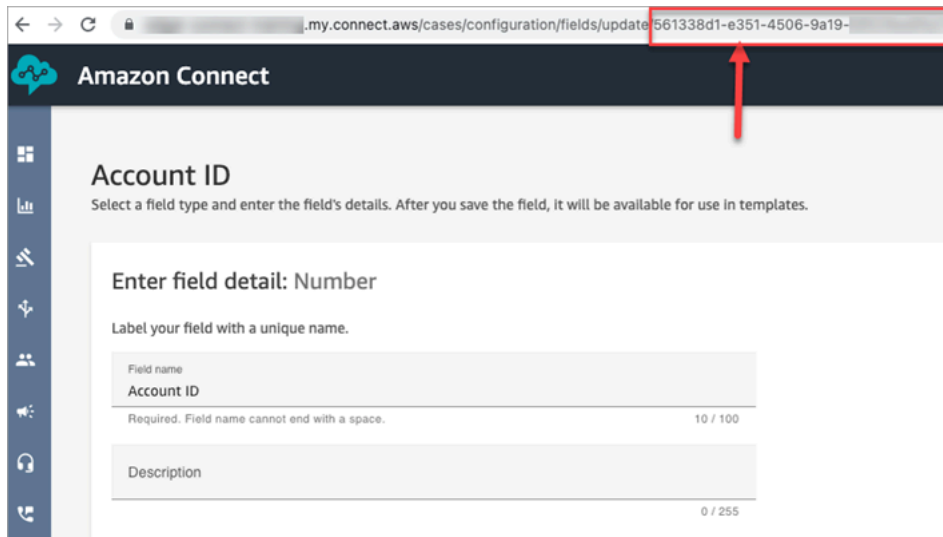 .my.connect.aws/cases/configuration/fields/update/561338d1-e351-4506-9a19-
Amazon Connect
Account ID
Select a field type and enter the field's details. After you save the field, it will be available for use in templates.
Enter field detail: Number
Label your field with a unique name.
Field name
Account ID
Required. Field name cannot end with a space. 10 / 100
Description
0 / 255